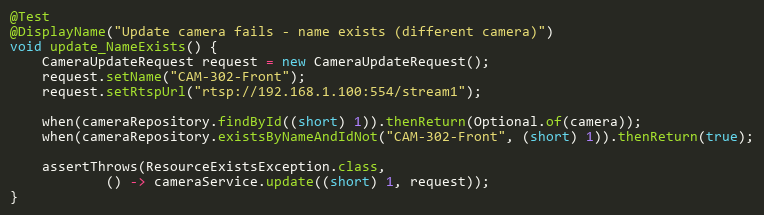 @Test
@DisplayName("Update camera fails - name exists (different camera)")
void update_NameExists() {
    CameraUpdateRequest request = new CameraUpdateRequest();
    request.setName("CAM-302-Front");
    request.setRtspUrl("rtsp://192.168.1.100:554/stream1");

    when(cameraRepository.findById((short) 1)).thenReturn(Optional.of(camera));
    when(cameraRepository.existsByNameAndIdNot("CAM-302-Front", (short) 1)).thenReturn(true);

    assertThrows(ResourceExistsException.class,
            () -> cameraService.update((short) 1, request));
}